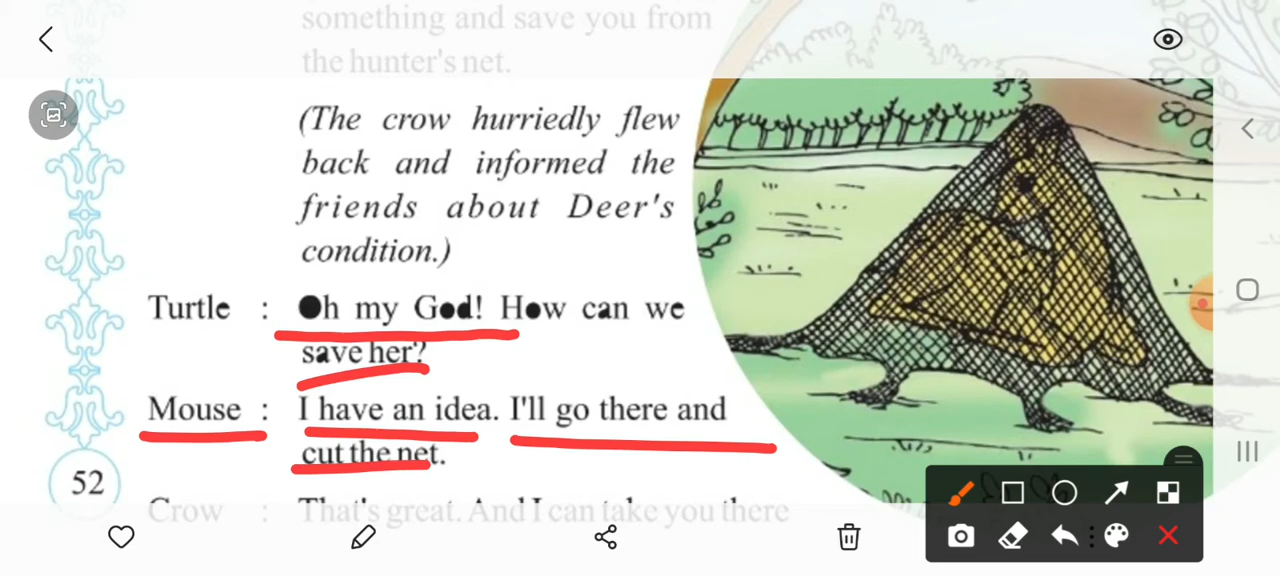 something and save you from
the hunter's net.
(The crow hurriedly flew
back and informed the
friends about Deer's
condition.)
Turtle : Oh my God! How can we
save her?
Mouse : I have an idea. I'll go there and
cut the net.
52
Crow : That's great. And I can take you there